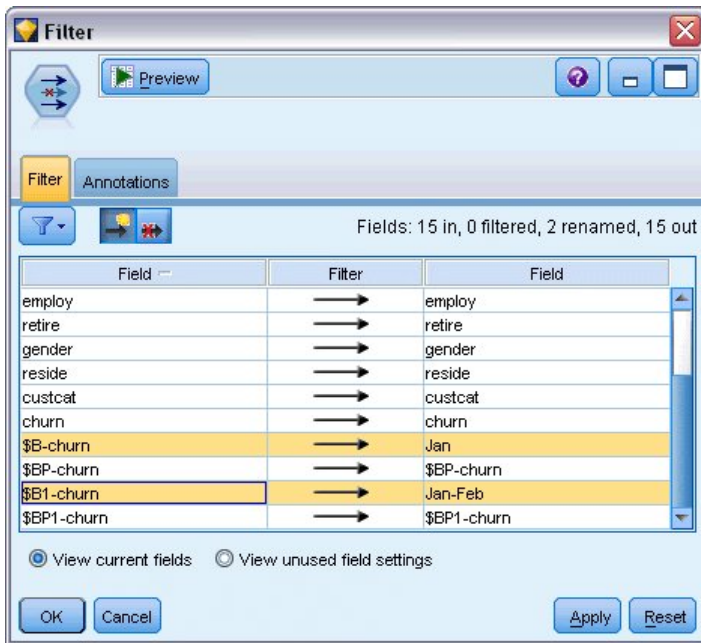 Filter
Preview
Filter Annotations
Fields: 15 in, 0 filtered, 2 renamed, 15 out
Field Filter Field
employ employ
retire retire
gender gender
reside reside
custcat custcat
churn churn
$B-churn Jan
$BP-churn $BP-churn
$B1-churn Jan-Feb
$BP1-churn $BP1-churn
View current fields View unused field settings
OK Cancel Apply Reset